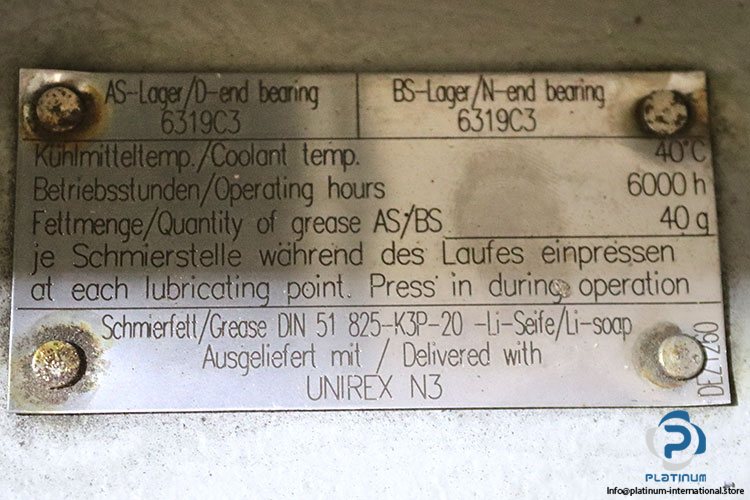 AS-Lager/D-end bearing
6319C3
BS-Lager/N-end bearing
6319C3
Kühlmitteltemp./Coolant temp. 40°C
Betriebsstunden/Operating hours 6000 h
Fettmenge/Quantity of grease AS/BS 40 g
je Schmierstelle während des Laufes einpressen
at each lubricating point. Press in during operation
Schmierfett/Grease DIN 51 825-K3P-20 -Li-Seife/Li-soap
Ausgeliefert mit / Delivered with
UNIREX N3
PLATINUM
Info@platinum-international.store